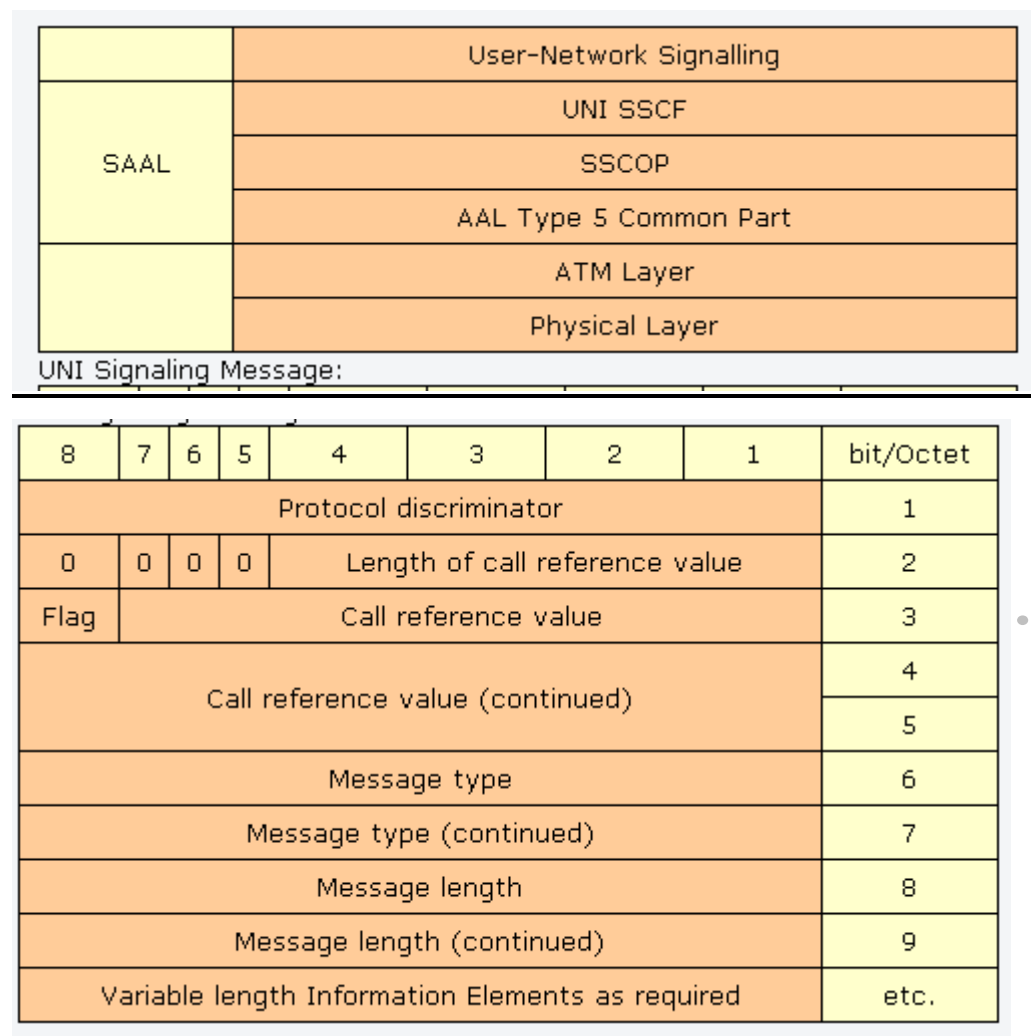 User-Network Signalling
UNI SSCF
SAAL
SSCOP
AAL Type 5 Common Part
ATM Layer
Physical Layer
UNI Signaling Message:
8 7 6 5 4 3 2 1 bit/Octet
Protocol discriminator 1
0 0 0 0 Length of call reference value 2
Flag Call reference value 3
Call reference value (continued) 4
5
Message type 6
Message type (continued) 7
Message length 8
Message length (continued) 9
Variable length Information Elements as required etc.